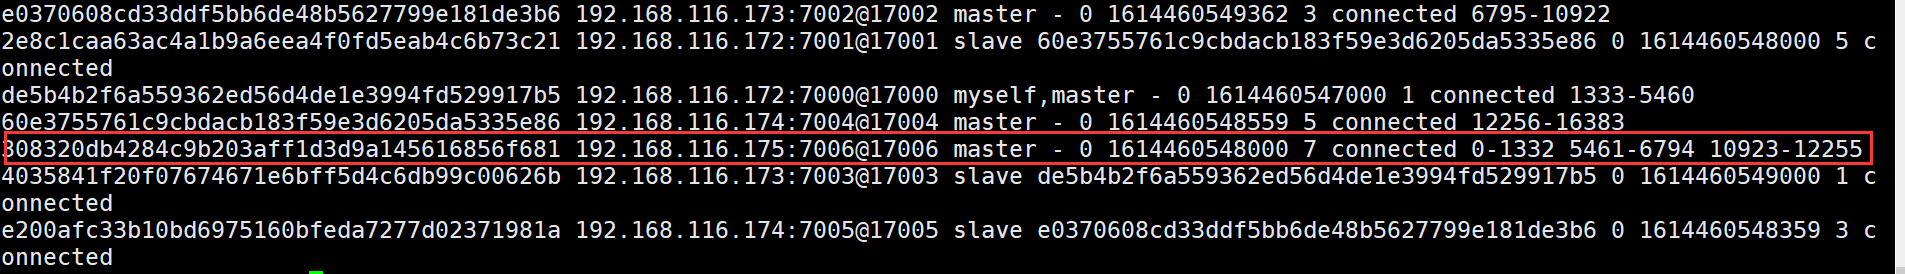 e0370608cd33ddf5bb6de48b5627799e181de3b6 192.168.116.173:7002@17002 master - 0 1614460549362 3 connected 6795-10922
2e8c1caa63ac4a1b9a6eea4f0fd5eab4c6b73c21 192.168.116.172:7001@17001 slave 60e3755761c9cbdacb183f59e3d6205da5335e86 0 1614460548000 5 c
onnected
de5b4b2f6a559362ed56d4de1e3994fd529917b5 192.168.116.172:7000@17000 myself,master - 0 1614460547000 1 connected 1333-5460
60e3755761c9cbdacb183f59e3d6205da5335e86 192.168.116.174:7004@17004 master - 0 1614460548559 5 connected 12256-16383
308320db4284c9b203aff1d3d9a145616856f681 192.168.116.175:7006@17006 master - 0 1614460548000 7 connected 0-1332 5461-6794 10923-12255
4035841f20f07674671e6bff5d4c6db99c00626b 192.168.116.173:7003@17003 slave de5b4b2f6a559362ed56d4de1e3994fd529917b5 0 1614460549000 1 c
onnected
e200afc33b10bd6975160bfeda7277d02371981a 192.168.116.174:7005@17005 slave e0370608cd33ddf5bb6de48b5627799e181de3b6 0 1614460548359 3 c
onnected